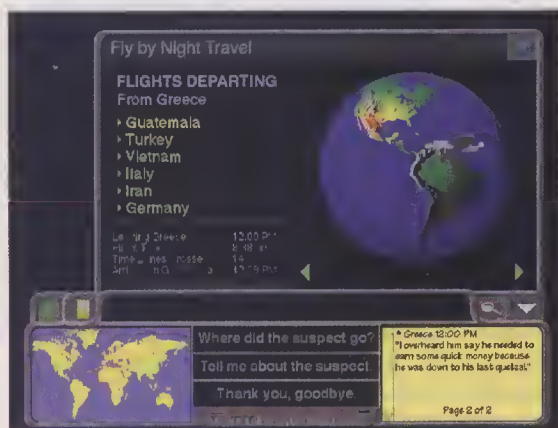 Fly by Night Travel
FLIGHTS DEPARTING
From Greece
Guatemala
Turkey
Vietnam
Italy
Iran
Germany
Greece 12:00 PM
14
PM
Where did the suspect go?
Tell me about the suspect.
Thank you, goodbye.
* Greece 12:00 PM
"I overheard him say he needed to
earn some quick money because
he was down to his last quetzal."
Page 2 of 2